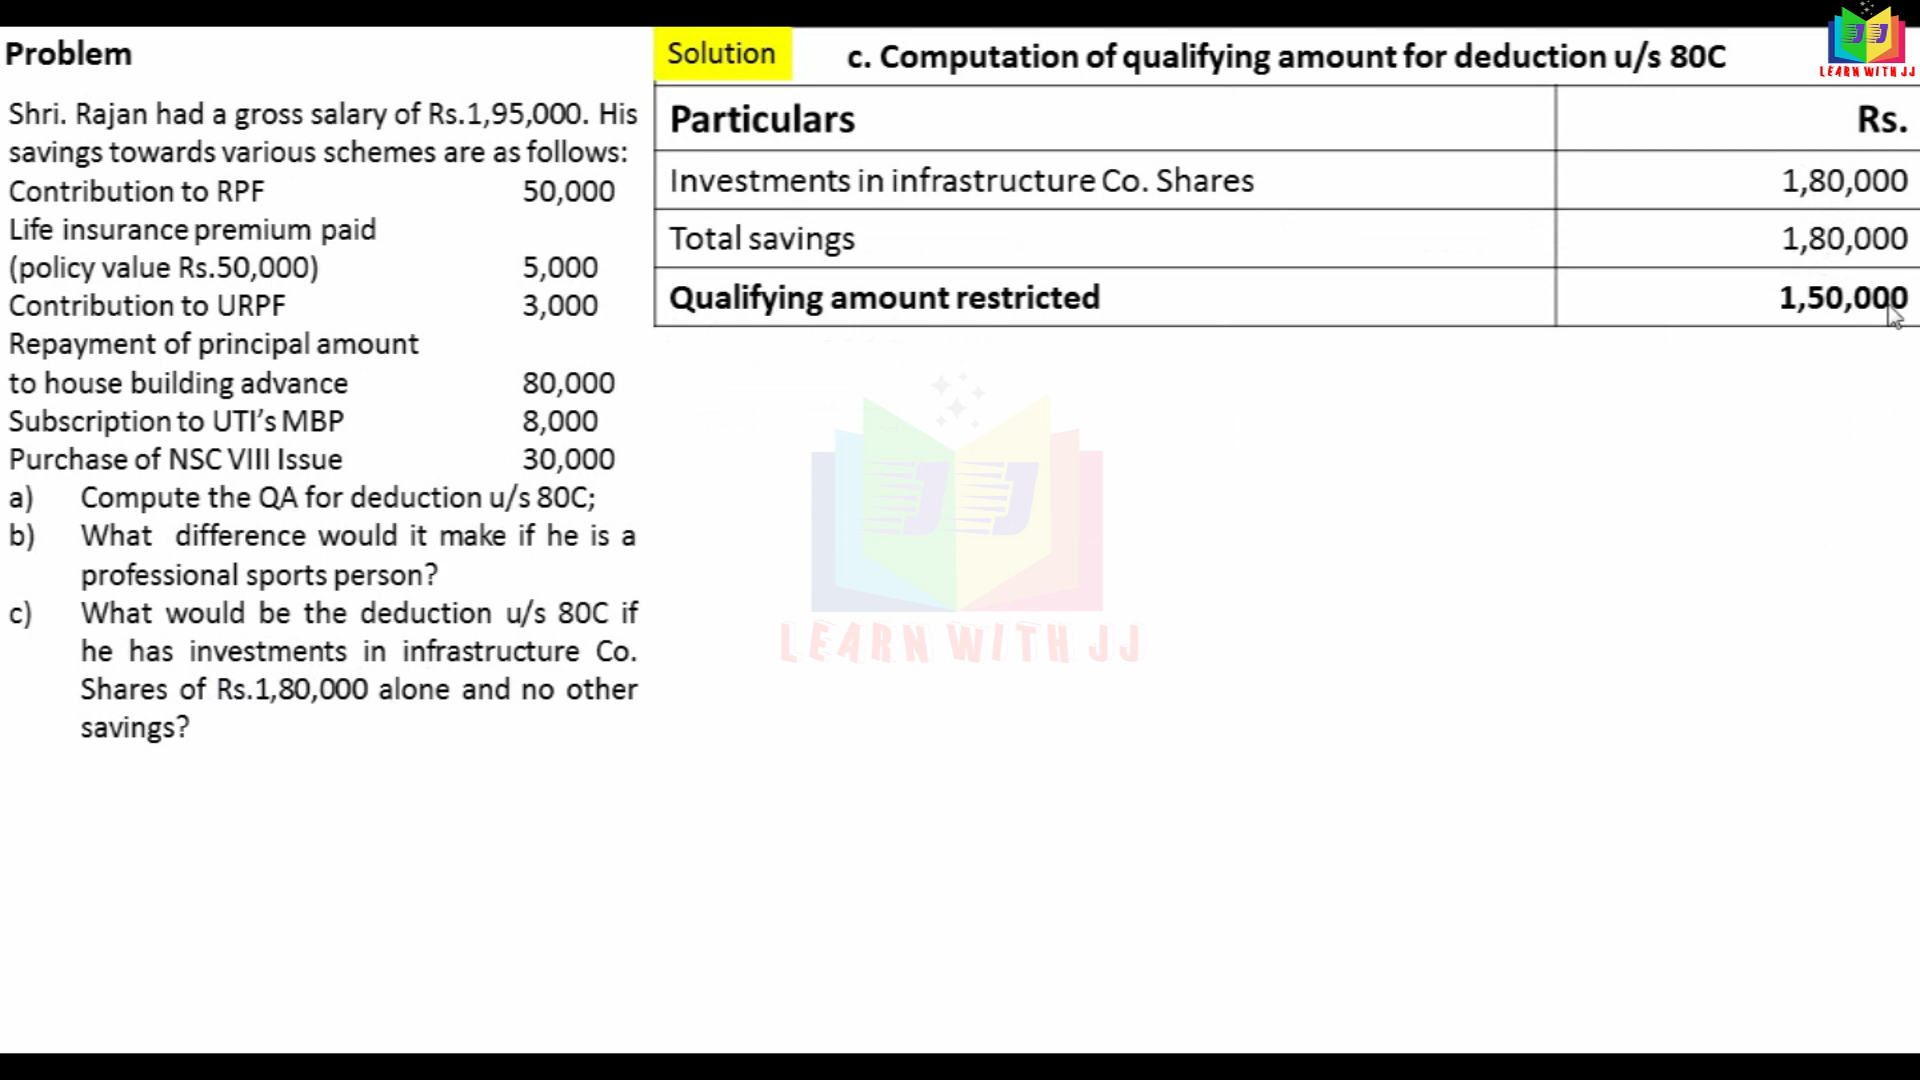 Problem
Shri. Rajan had a gross salary of Rs.1,95,000. His
savings towards various schemes are as follows:
Contribution to RPF 50,000
Life insurance premium paid
(policy value Rs.50,000) 5,000
Contribution to URPF 3,000
Repayment of principal amount
to house building advance 80,000
Subscription to UTI's MBP 8,000
Purchase of NSC VIII Issue 30,000
a) Compute the QA for deduction u/s 80C;
b) What difference would it make if he is a
professional sports person?
c) What would be the deduction u/s 80C if
he has investments in infrastructure Co.
Shares of Rs.1,80,000 alone and no other
savings?
Solution
c. Computation of qualifying amount for deduction u/s 80C
Particulars Rs.
Investments in infrastructure Co. Shares 1,80,000
Total savings 1,80,000
Qualifying amount restricted 1,50,000
JJ
LEARN WITH JJ
JJ
LEARN WITH JJ